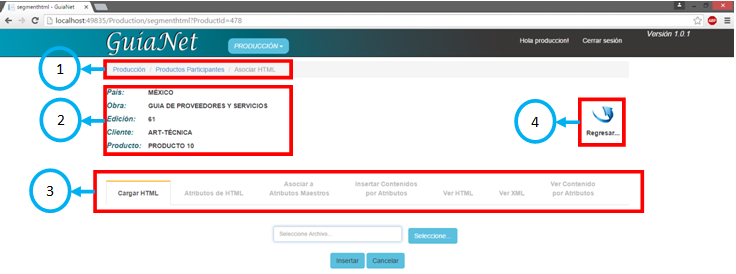 segmenthtml - GuiaNet
localhost:49835/Production/segmenthtml?ProductId=478
GuíaNet
PRODUCCIÓN
Hola produccion!
Cerrar sesión
Versión 1.0.1
1
Producción / Productos Participantes / Asociar HTML
2
País: MÉXICO
Obra: GUIA DE PROVEEDORES Y SERVICIOS
Edición: 61
Cliente: ART-TÉCNICA
Producto: PRODUCTO 10
4
Regresar...
3
Cargar HTML
Atributos de HTML
Asociar a
Atributos Maestros
Insertar Contenidos
por Atributos
Ver HTML
Ver XML
Ver Contenido
por Atributos
Seleccione Archivo...
Seleccione...
Insertar
Cancelar